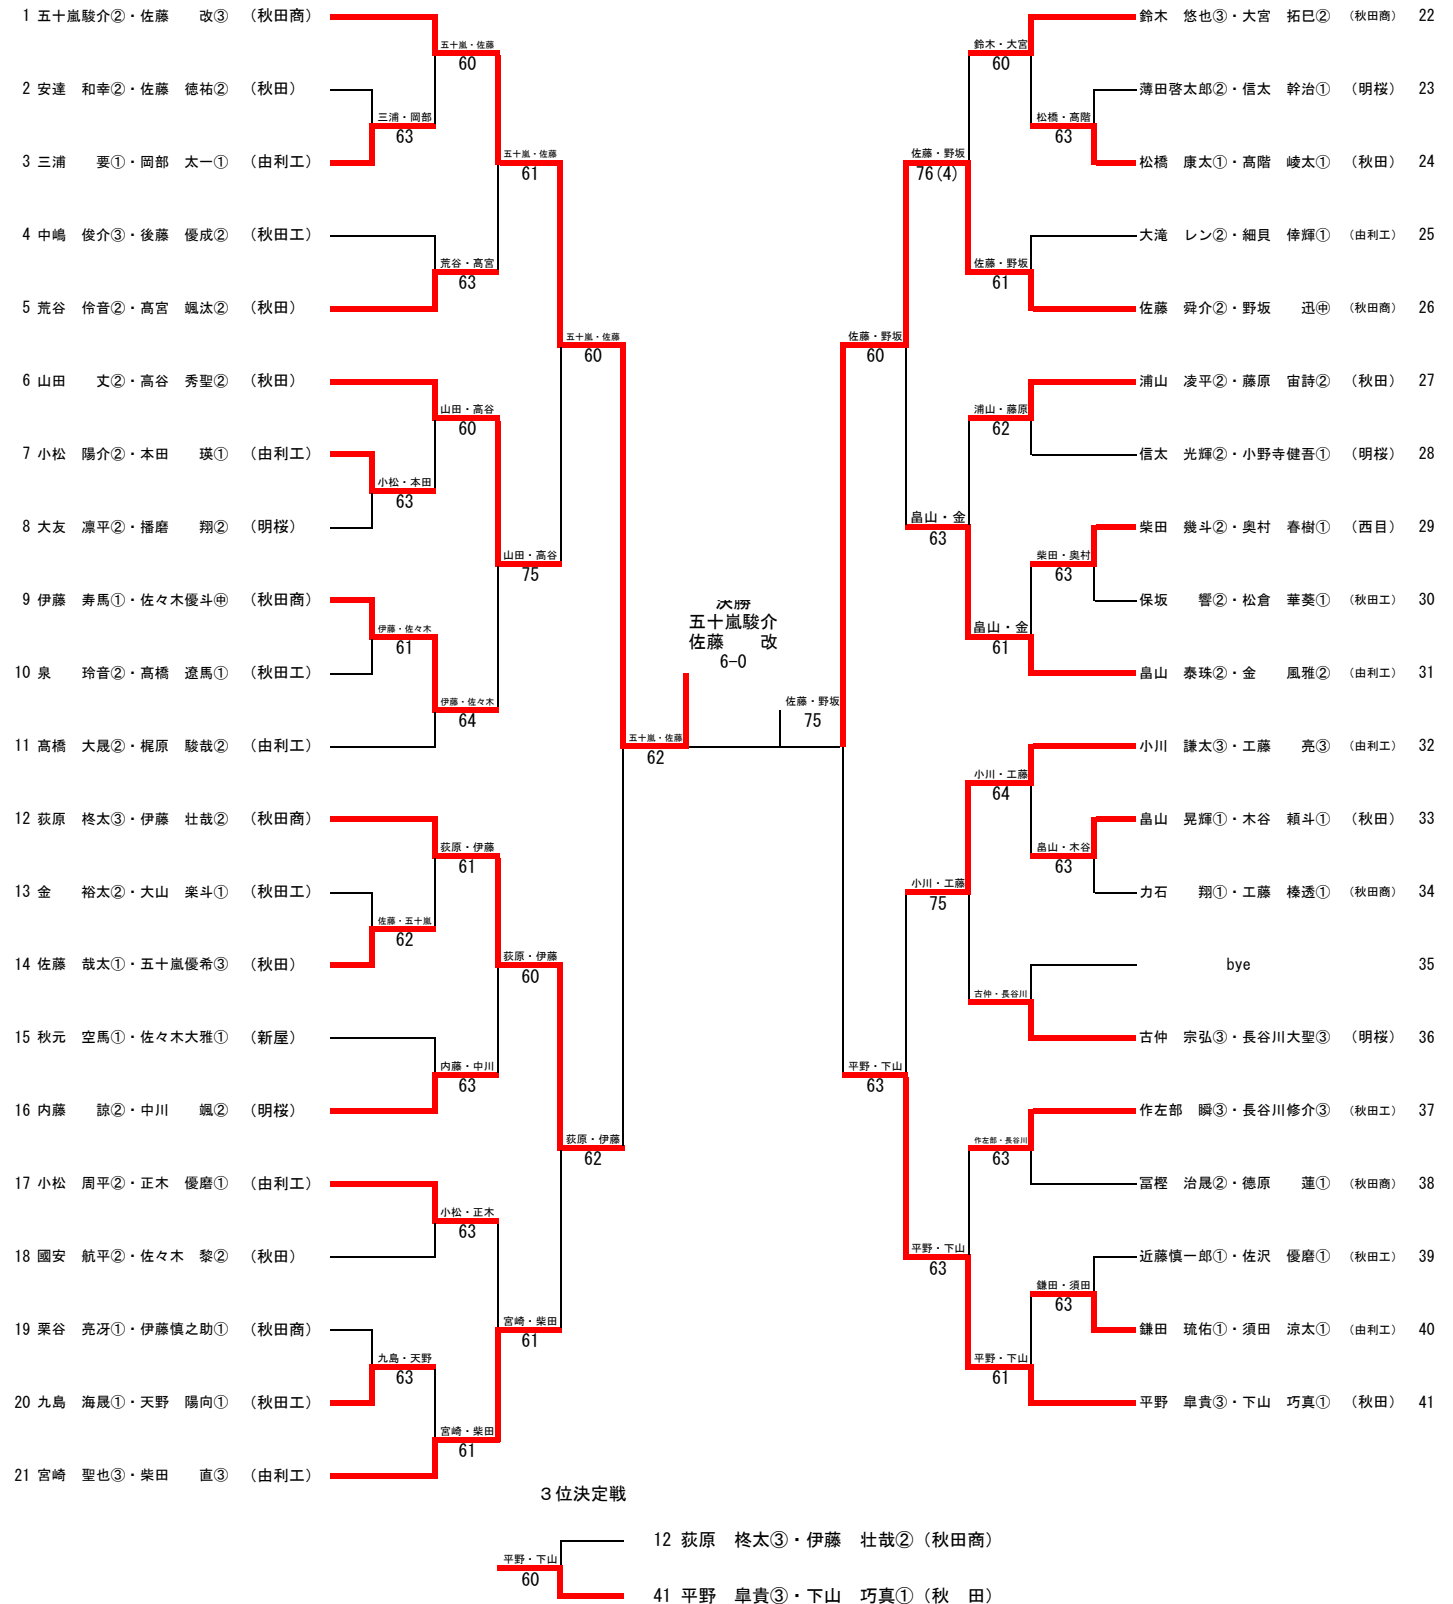 1 五十嵐駿介②・佐藤　　改③　（秋田商）
五十嵐・佐藤
60
2 安達　和幸②・佐藤　徳祐②　（秋田）
三浦・岡部
63
3 三浦　　要①・岡部　太一①　（由利工）
五十嵐・佐藤
61
4 中嶋　俊介③・後藤　優成②　（秋田工）
荒谷・髙宮
63
5 荒谷　伶音②・髙宮　颯汰②　（秋田）
五十嵐・佐藤
60
6 山田　　丈②・高谷　秀聖②　（秋田）
山田・高谷
60
7 小松　陽介②・本田　　瑛①　（由利工）
小松・本田
63
8 大友　凛平②・播磨　　翔②　（明桜）
山田・高谷
75
9 伊藤　寿馬①・佐々木優斗㊥　（秋田商）
伊藤・佐々木
61
10 泉　　玲音②・髙橋　遼馬①　（秋田工）
伊藤・佐々木
64
11 髙橋　大晟②・梶原　駿哉②　（由利工）
五十嵐・佐藤
62
12 荻原　柊太③・伊藤　壮哉②　（秋田商）
荻原・伊藤
61
13 金　　裕太②・大山　楽斗①　（秋田工）
佐藤・五十嵐
62
14 佐藤　哉太①・五十嵐優希③　（秋田）
荻原・伊藤
60
15 秋元　空馬①・佐々木大雅①　（新屋）
内藤・中川
63
16 内藤　　諒②・中川　　颯②　（明桜）
荻原・伊藤
62
17 小松　周平②・正木　優磨①　（由利工）
小松・正木
63
18 國安　航平②・佐々木　黎②　（秋田）
19 栗谷　亮冴①・伊藤慎之助①　（秋田商）
宮崎・柴田
61
九島・天野
63
20 九島　海晟①・天野　陽向①　（秋田工）
宮崎・柴田
61
21 宮崎　聖也③・柴田　　直③　（由利工）
決勝
五十嵐駿介
佐藤　　改
6-0
佐藤・野坂
75
鈴木　悠也③・大宮　拓巳②　（秋田商）　22
鈴木・大宮
60
薄田啓太郎②・信太　幹治①　（明桜）　23
松橋・髙階
63
松橋　康太①・髙階　崚太①　（秋田）　24
佐藤・野坂
76(4)
大滝　レン②・細貝　倖輝①　（由利工）　25
佐藤・野坂
61
佐藤　舜介②・野坂　　迅㊥　（秋田商）　26
佐藤・野坂
60
浦山　凌平②・藤原　宙詩②　（秋田）　27
浦山・藤原
62
信太　光輝②・小野寺健吾①　（明桜）　28
畠山・金
63
柴田　幾斗②・奥村　春樹①　（西目）　29
柴田・奥村
63
保坂　　響②・松倉　華葵①　（秋田工）　30
畠山・金
61
畠山　泰珠②・金　　風雅②　（由利工）　31
小川　謙太③・工藤　　亮③　（由利工）　32
小川・工藤
64
畠山　晃輝①・木谷　頼斗①　（秋田）　33
畠山・木谷
63
力石　　翔①・工藤　榛透①　（秋田商）　34
小川・工藤
75
bye　35
古仲・長谷川
古仲　宗弘③・長谷川大聖③　（明桜）　36
平野・下山
63
作左部　瞬③・長谷川修介③　（秋田工）　37
作左部・長谷川
63
冨樫　治晟②・德原　　蓮①　（秋田商）　38
平野・下山
63
近藤慎一郎①・佐沢　優磨①　（秋田工）　39
鎌田・須田
63
鎌田　琉佑①・須田　涼太①　（由利工）　40
平野・下山
61
平野　皐貴③・下山　巧真①　（秋田）　41
３位決定戦
12 荻原　柊太③・伊藤　壮哉②（秋田商）
平野・下山
60
41 平野　皐貴③・下山　巧真①（秋　田）